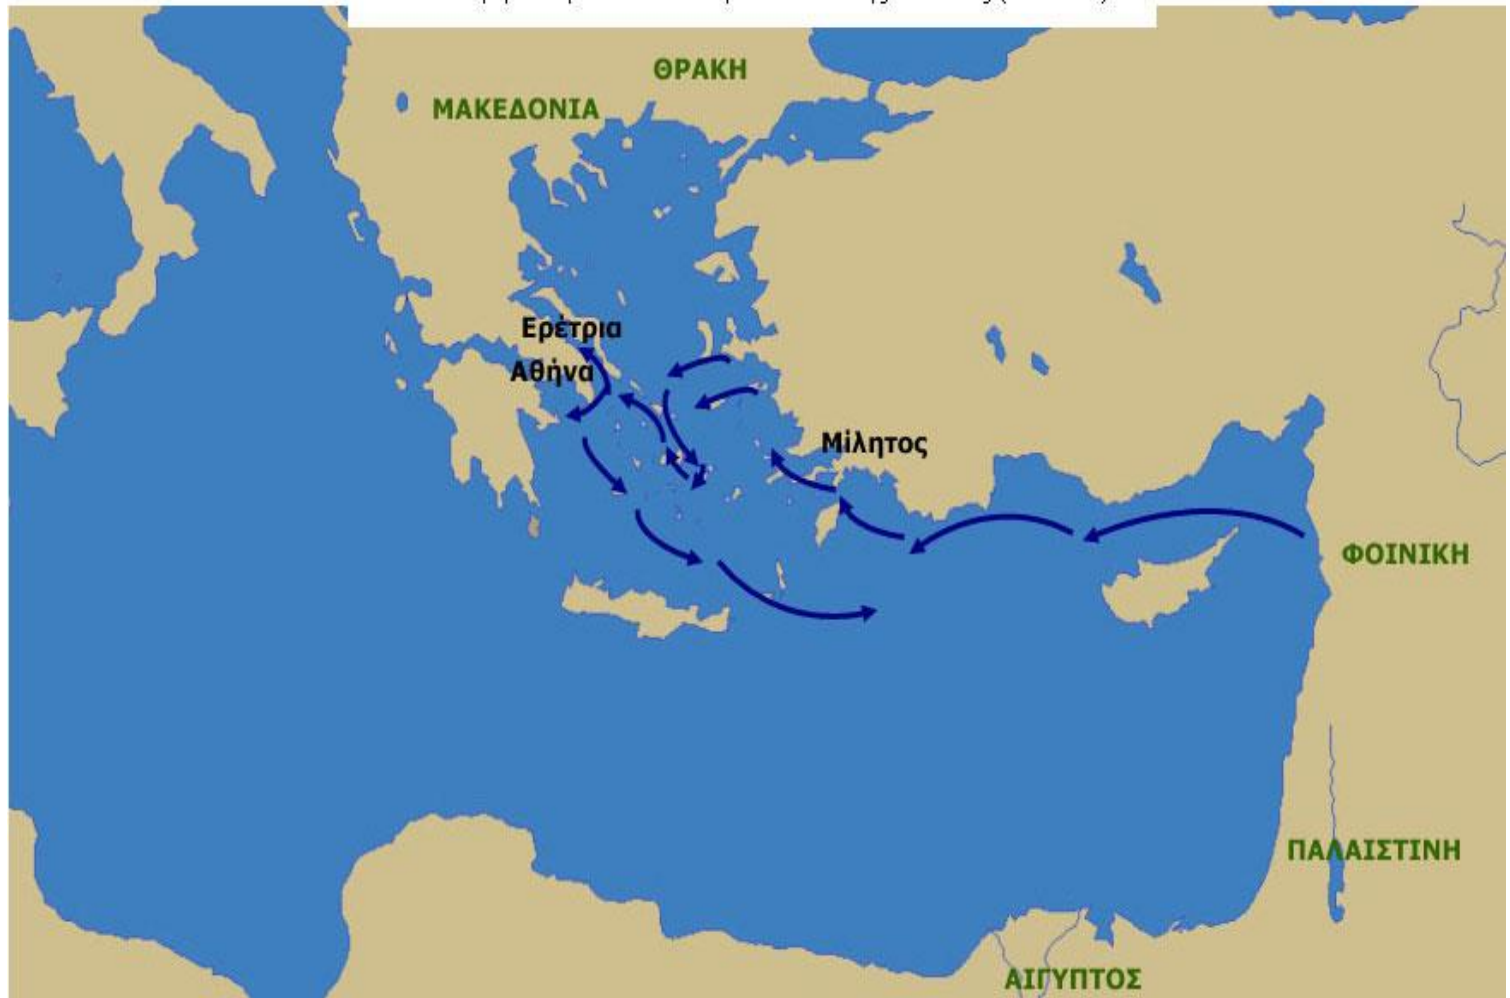 ΘΡΑΚΗ
ΜΑΚΕΔΟΝΙΑ
Ερέτρια
Αθήνα
Μίλητος
ΦΟΙΝΙΚΗ
ΠΑΛΑΙΣΤΙΝΗ
ΑΙΓΥΠΤΟΣ